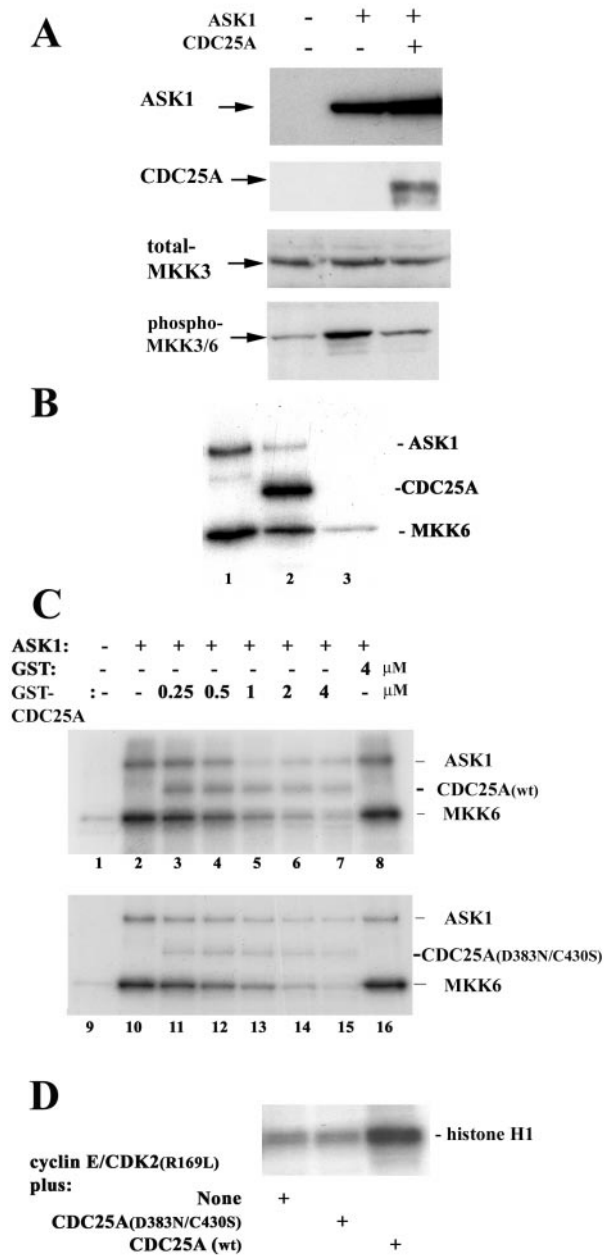 A
ASK1 - + +
CDC25A - - +
ASK1
CDC25A
total-
MKK3
phospho-
MKK3/6
B
- ASK1
-CDC25A
- MKK6
1 2 3
C
ASK1: - + + + + + + +
GST: - - - - - - - 4 μM
GST- : - - 0.25 0.5 1 2 4 - μM
CDC25A
- ASK1
- CDC25A(wt)
- MKK6
1 2 3 4 5 6 7 8
- ASK1
-CDC25A(D383N/C430S)
- MKK6
9 10 11 12 13 14 15 16
D
- histone H1
cyclin E/CDK2(R169L)
plus:
None +
CDC25A(D383N/C430S) +
CDC25A (wt) +